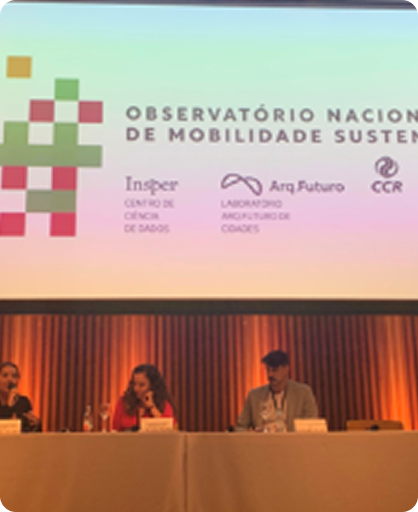 OBSERVATÓRIO NACION
DE MOBILIDADE SUSTEN
Insper
CENTRO DE
CIÊNCIA
DE DADOS
Arq.Futuro
LABORATÓRIO
ARQ.FUTURO DE
CIDADES
CCR